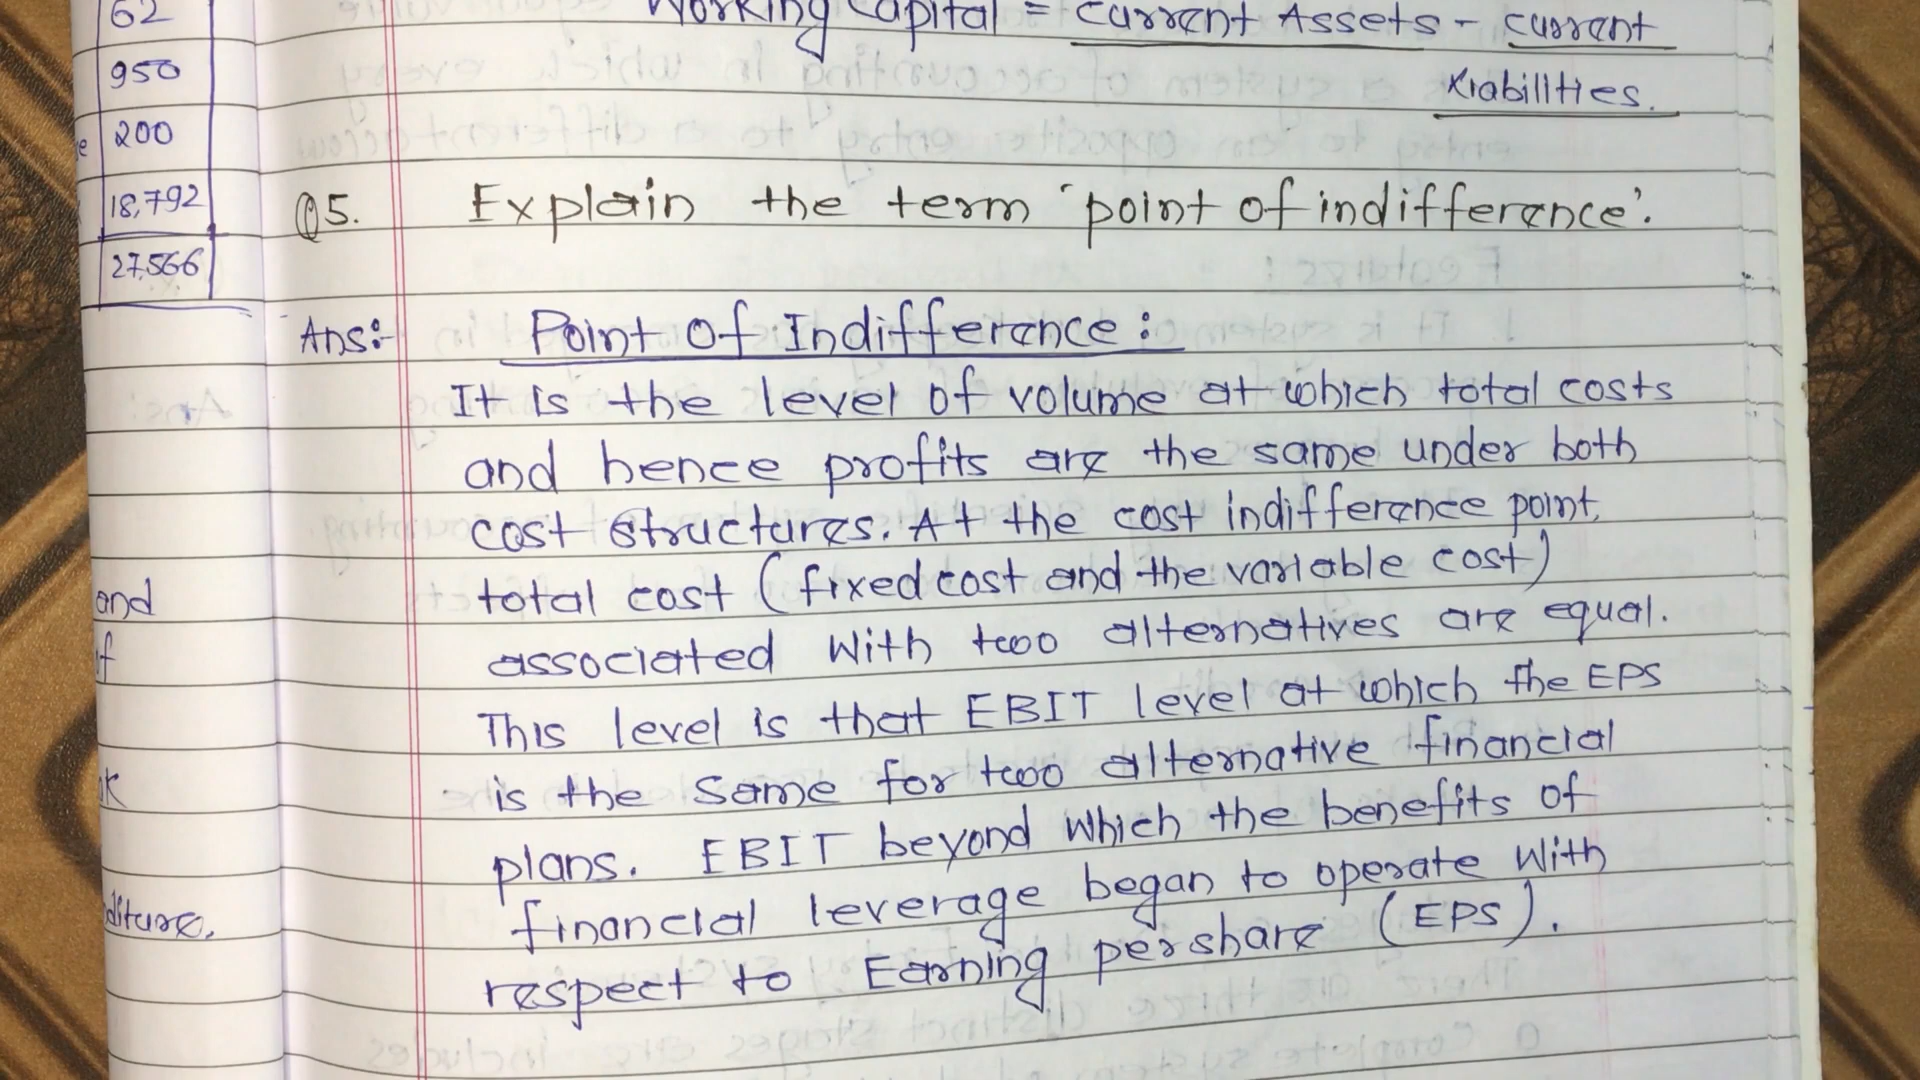 62
950
200
18,792
27,566
and
diture.
Working Capital = Current Assets - Current
Liabilities.
Q5. Explain the term 'point of indifference'.
Ans:- Point of Indifference:
It is the level of volume at which total costs
and hence profits are the same under both
cost structures. At the cost indifference point,
total cost (fixed cost and the variable cost)
associated with two alternatives are equal.
This level is that EBIT level at which the EPS
is the same for two alternative financial
plans. EBIT beyond which the benefits of
financial leverage began to operate with
respect to Earning per share (EPS).